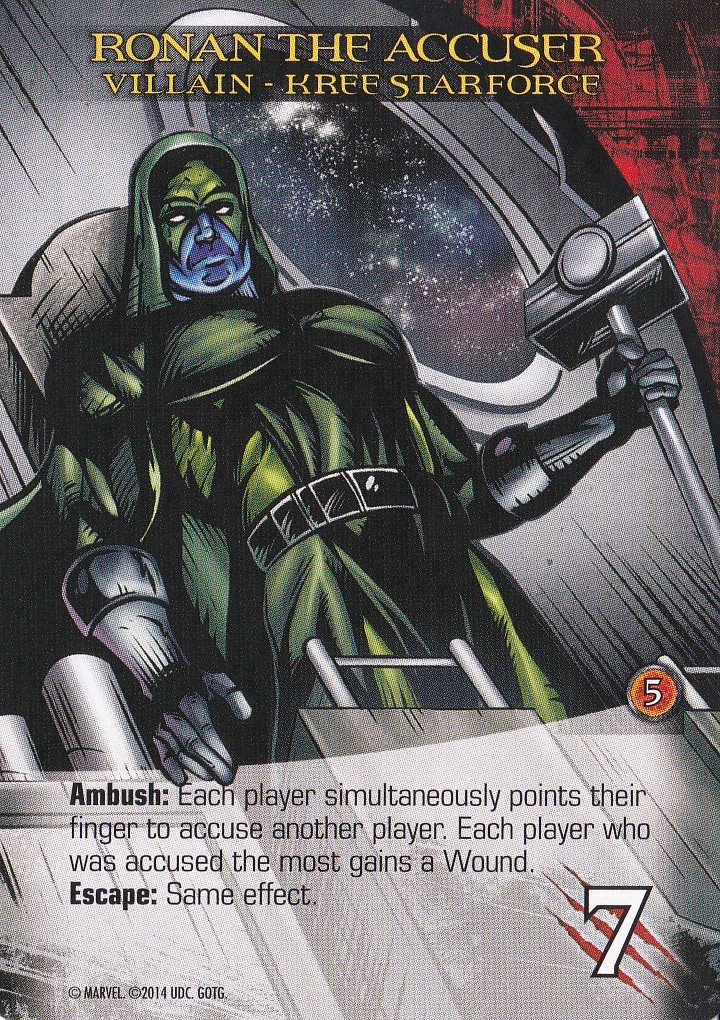 RONAN THE ACCUSER
VILLAIN - KREE STARFORCE
5
Ambush: Each player simultaneously points their
finger to accuse another player. Each player who
was accused the most gains a Wound.
Escape: Same effect.
7
© MARVEL. ©2014 UDC. GOTG.